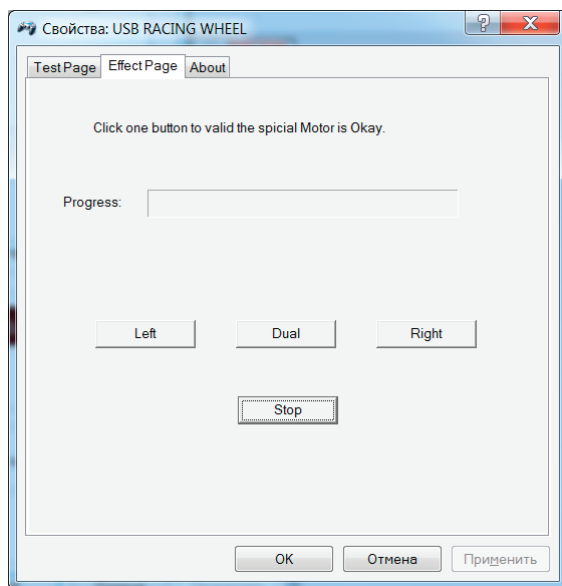 Свойства: USB RACING WHEEL
Test Page Effect Page About
Click one button to valid the spicial Motor is Okay.
Progress:
Left Dual Right
Stop
OK Отмена Применить